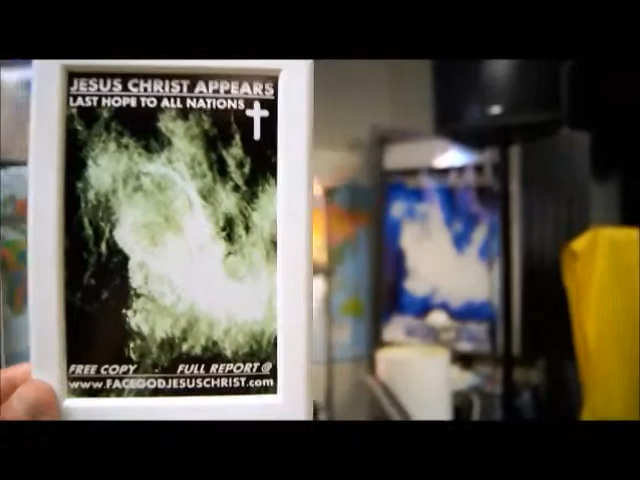 JESUS CHRIST APPEARS
LAST HOPE TO ALL NATIONS
FREE COPY - FULL REPORT @
www.FACEGODJESUSCHRIST.com